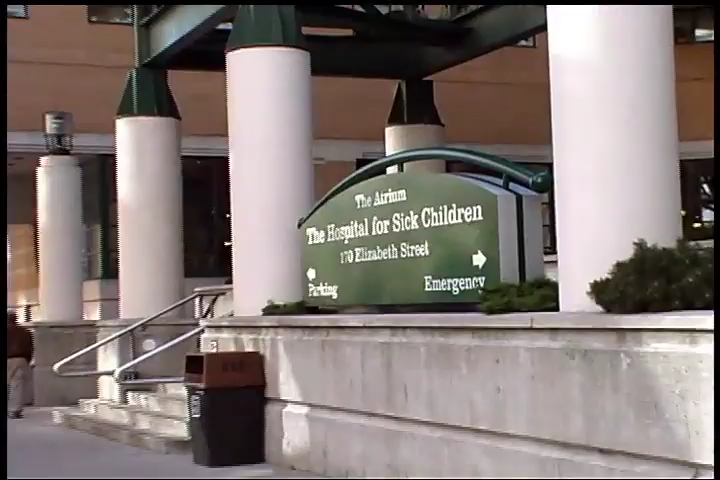 The Atrium
The Hospital for Sick Children
170 Elizabeth Street
Parking
Emergency